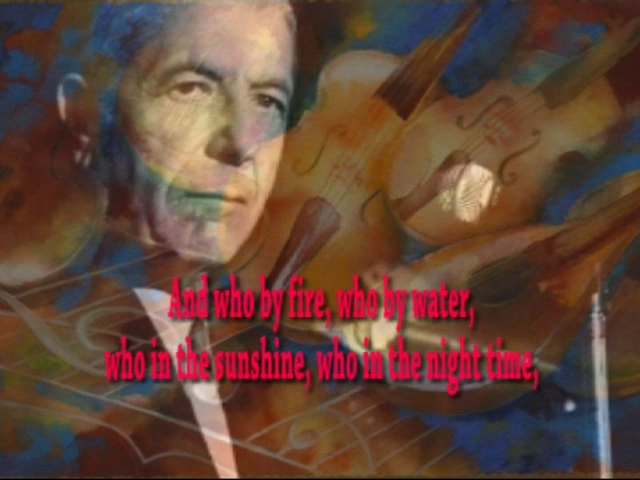 And who by fire, who by water,
who in the sunshine, who in the night time,